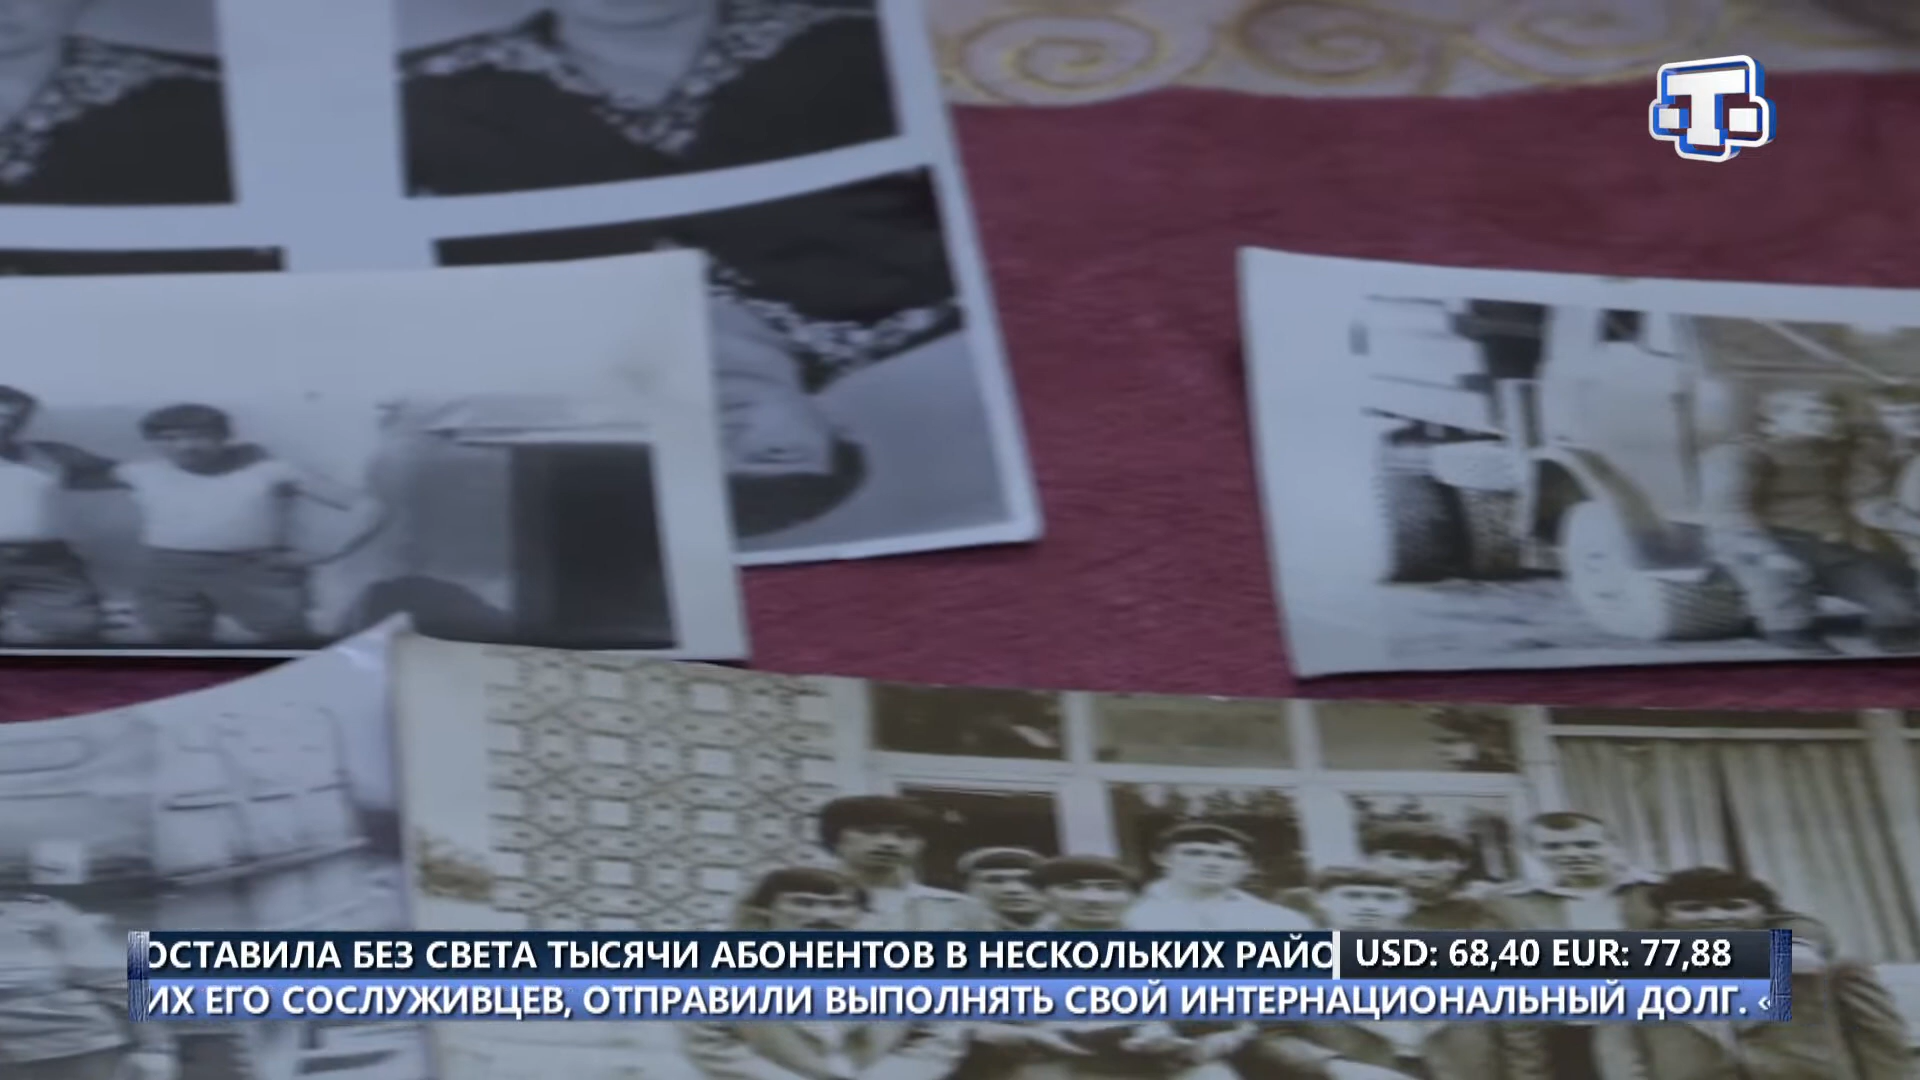 Т
ОСТАВИЛА БЕЗ СВЕТА ТЫСЯЧИ АБОНЕНТОВ В НЕСКОЛЬКИХ РАЙО
USD: 68,40 EUR: 77,88
ИХ ЕГО СОСЛУЖИВЦЕВ, ОТПРАВИЛИ ВЫПОЛНЯТЬ СВОЙ ИНТЕРНАЦИОНАЛЬНЫЙ ДОЛГ. «